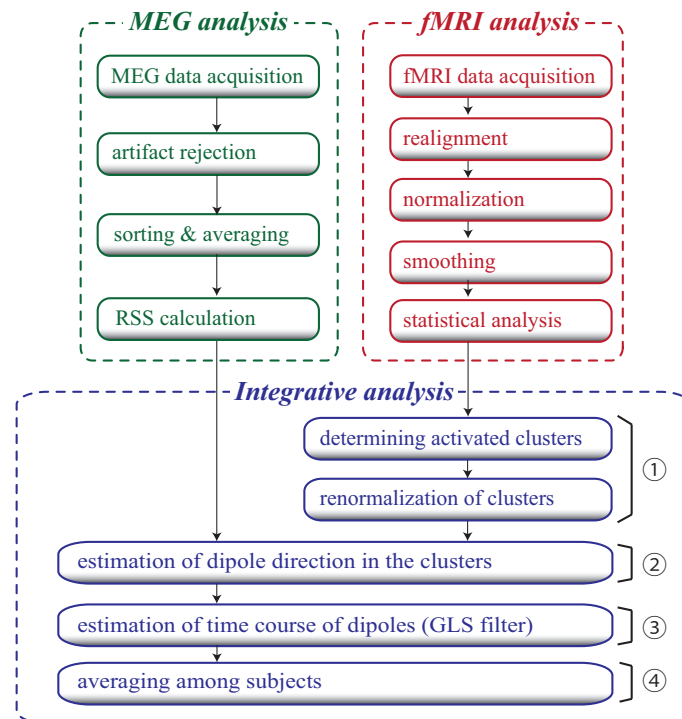 MEG analysis
MEG data acquisition
artifact rejection
sorting & averaging
RSS calculation
fMRI analysis
fMRI data acquisition
realignment
normalization
smoothing
statistical analysis
Integrative analysis
determining activated clusters
renormalization of clusters
①
estimation of dipole direction in the clusters
②
estimation of time course of dipoles (GLS filter)
③
averaging among subjects
④